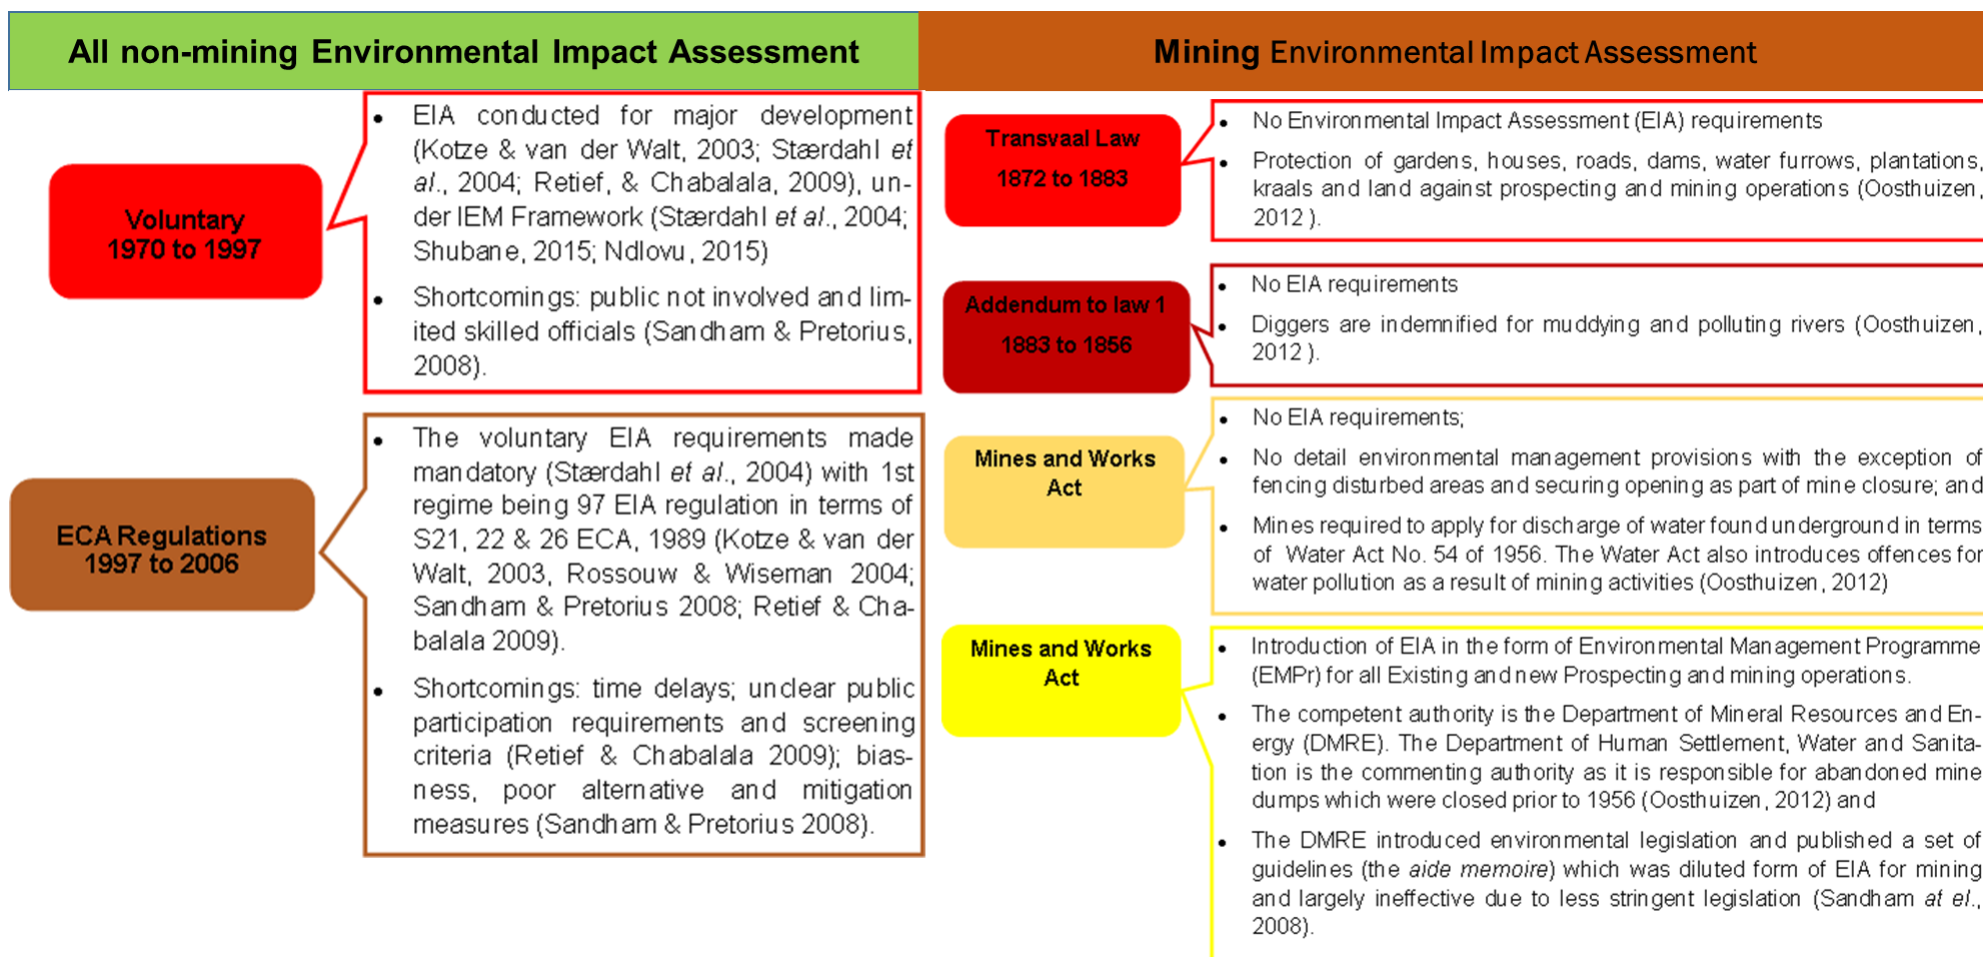 All non-mining Environmental Impact Assessment
Voluntary
1970 to 1997
• EIA conducted for major development
(Kotze & van der Walt, 2003; Stærdahl et
al., 2004; Retief, & Chabalala, 2009), un-
der IEM Framework (Stærdahl et al., 2004;
Shubane, 2015; Ndlovu, 2015)
• Shortcomings: public not involved and lim-
ited skilled officials (Sandham & Pretorius,
2008).
ECA Regulations
1997 to 2006
• The voluntary EIA requirements made
mandatory (Stærdahl et al., 2004) with 1st
regime being 97 EIA regulation in terms of
S21, 22 & 26 ECA, 1989 (Kotze & van der
Walt, 2003, Rossouw & Wiseman 2004;
Sandham & Pretorius 2008; Retief & Cha-
balala 2009).
• Shortcomings: time delays; unclear public
participation requirements and screening
criteria (Retief & Chabalala 2009); bias-
ness, poor alternative and mitigation
measures (Sandham & Pretorius 2008).
Mining Environmental Impact Assessment
Transvaal Law
1872 to 1883
• No Environmental Impact Assessment (EIA) requirements
• Protection of gardens, houses, roads, dams, water furrows, plantations,
kraals and land against prospecting and mining operations (Oosthuizen,
2012 ).
Addendum to law 1
1883 to 1856
• No EIA requirements
• Diggers are indemnified for muddying and polluting rivers (Oosthuizen,
2012 ).
Mines and Works
Act
• No EIA requirements;
• No detail environmental management provisions with the exception of
fencing disturbed areas and securing opening as part of mine closure; and
• Mines required to apply for discharge of water found underground in terms
of Water Act No. 54 of 1956. The Water Act also introduces offences for
water pollution as a result of mining activities (Oosthuizen, 2012)
Mines and Works
Act
• Introduction of EIA in the form of Environmental Management Programme
(EMPr) for all Existing and new Prospecting and mining operations.
• The competent authority is the Department of Mineral Resources and En-
ergy (DMRE). The Department of Human Settlement, Water and Sanita-
tion is the commenting authority as it is responsible for abandoned mine
dumps which were closed prior to 1956 (Oosthuizen, 2012) and
• The DMRE introduced environmental legislation and published a set of
guidelines (the aide memoire) which was diluted form of EIA for mining
and largely ineffective due to less stringent legislation (Sandham at el.,
2008).